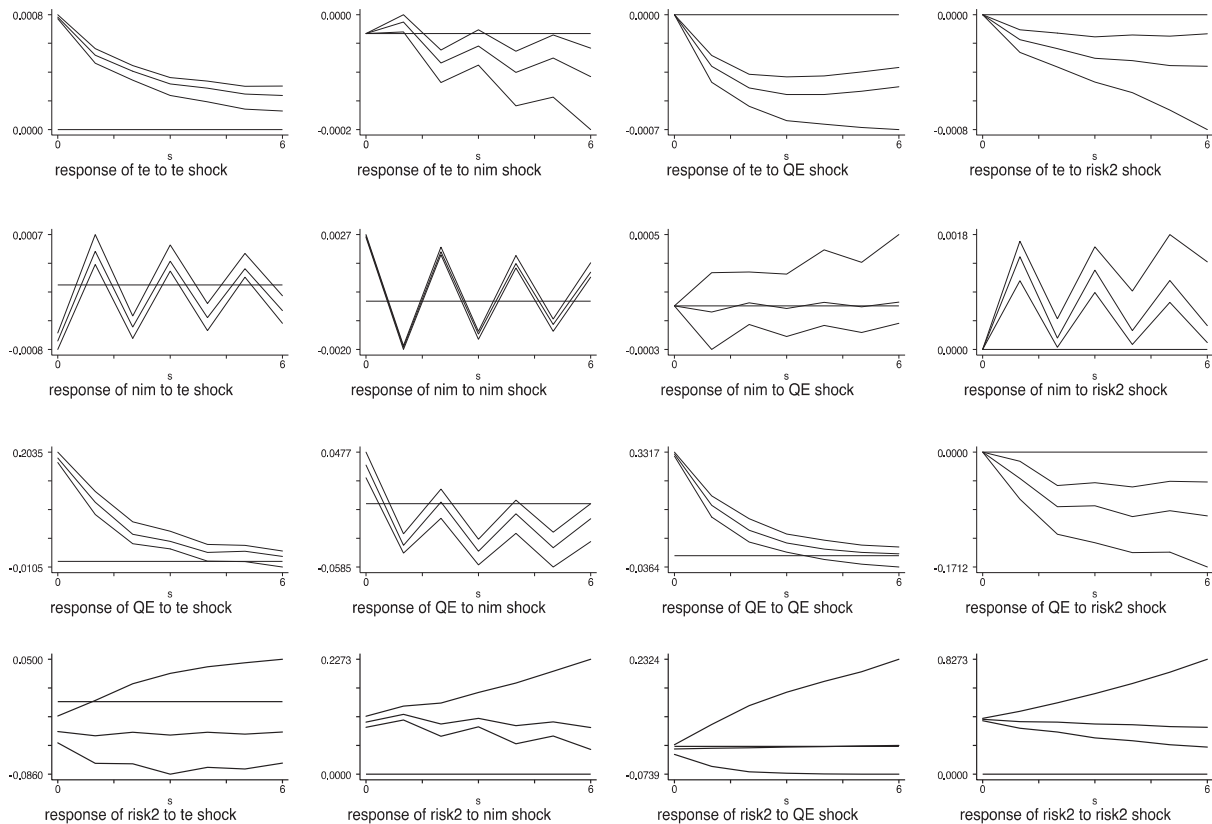 0.0008
0.0000
0
6
s
response of te to te shock
0.0000
-0.0002
0
6
s
response of te to nim shock
0.0000
-0.0007
0
6
s
response of te to QE shock
0.0000
-0.0008
0
6
s
response of te to risk2 shock
0.0007
-0.0008
0
6
s
response of nim to te shock
0.0027
-0.0020
0
6
s
response of nim to nim shock
0.0005
-0.0003
0
6
s
response of nim to QE shock
0.0018
0.0000
0
6
s
response of nim to risk2 shock
0.2035
-0.0105
0
6
s
response of QE to te shock
0.0477
-0.0585
0
6
s
response of QE to nim shock
0.3317
-0.0364
0
6
s
response of QE to QE shock
0.0000
-0.1712
0
6
s
response of QE to risk2 shock
0.0500
-0.0860
0
6
s
response of risk2 to te shock
0.2273
0.0000
0
6
s
response of risk2 to nim shock
0.2324
-0.0739
0
6
s
response of risk2 to QE shock
0.8273
0.0000
0
6
s
response of risk2 to risk2 shock